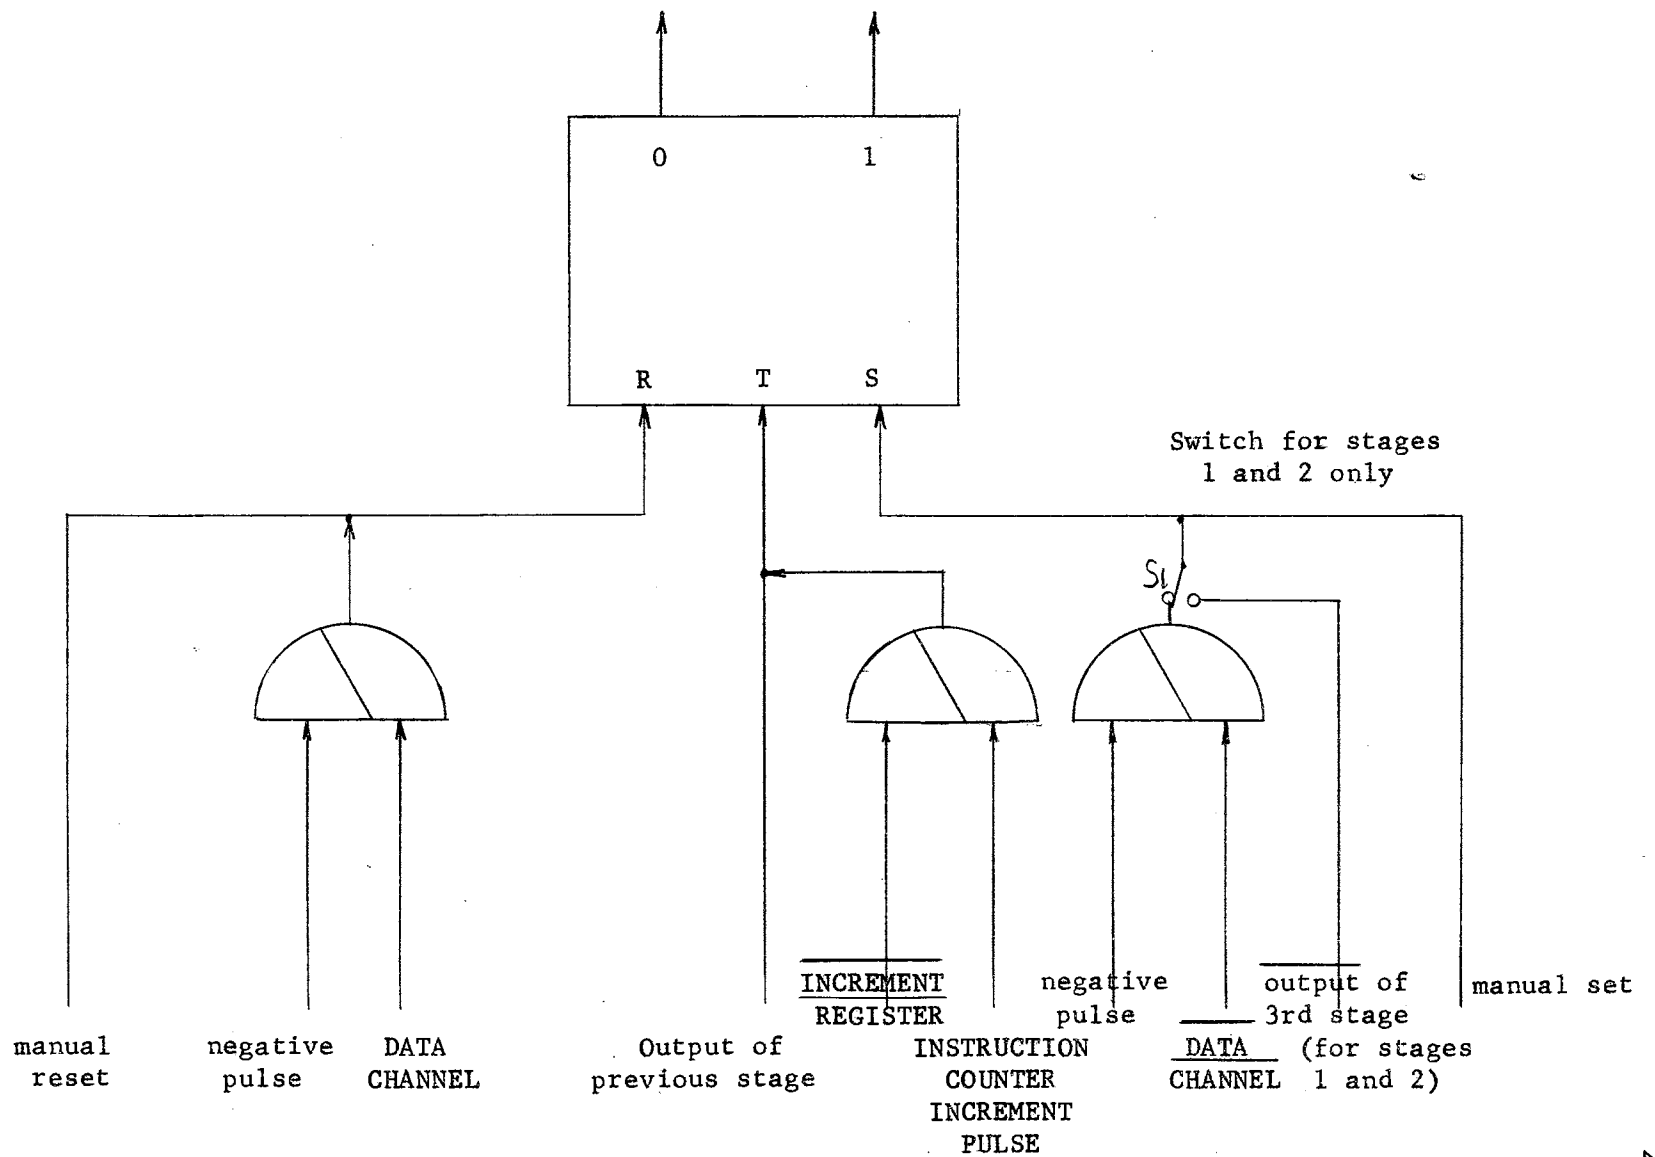 0
1
R
T
S
Switch for stages
1 and 2 only
S1
INCREMENT
REGISTER
negative
pulse
output of
3rd stage
(for stages
1 and 2)
manual set
manual
reset
negative
pulse
DATA
CHANNEL
Output of
previous stage
INSTRUCTION
COUNTER
INCREMENT
PULSE
DATA
CHANNEL